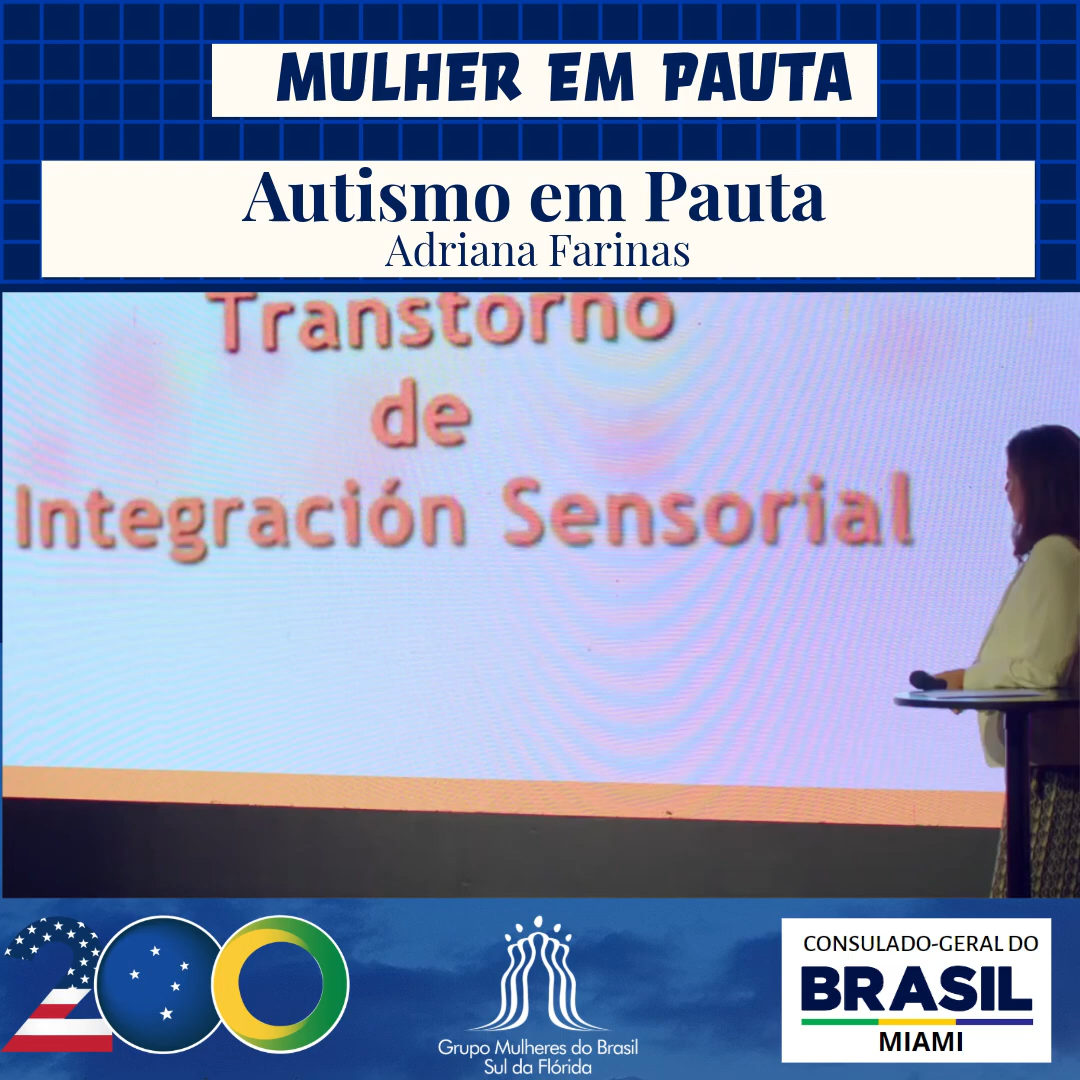 MULHER EM PAUTA
Autismo em Pauta
Adriana Farinas
Transtorno
de
Integración Sensorial
200
Grupo Mulheres do Brasil
Sul da Flórida
CONSULADO-GERAL DO
BRASIL
MIAMI